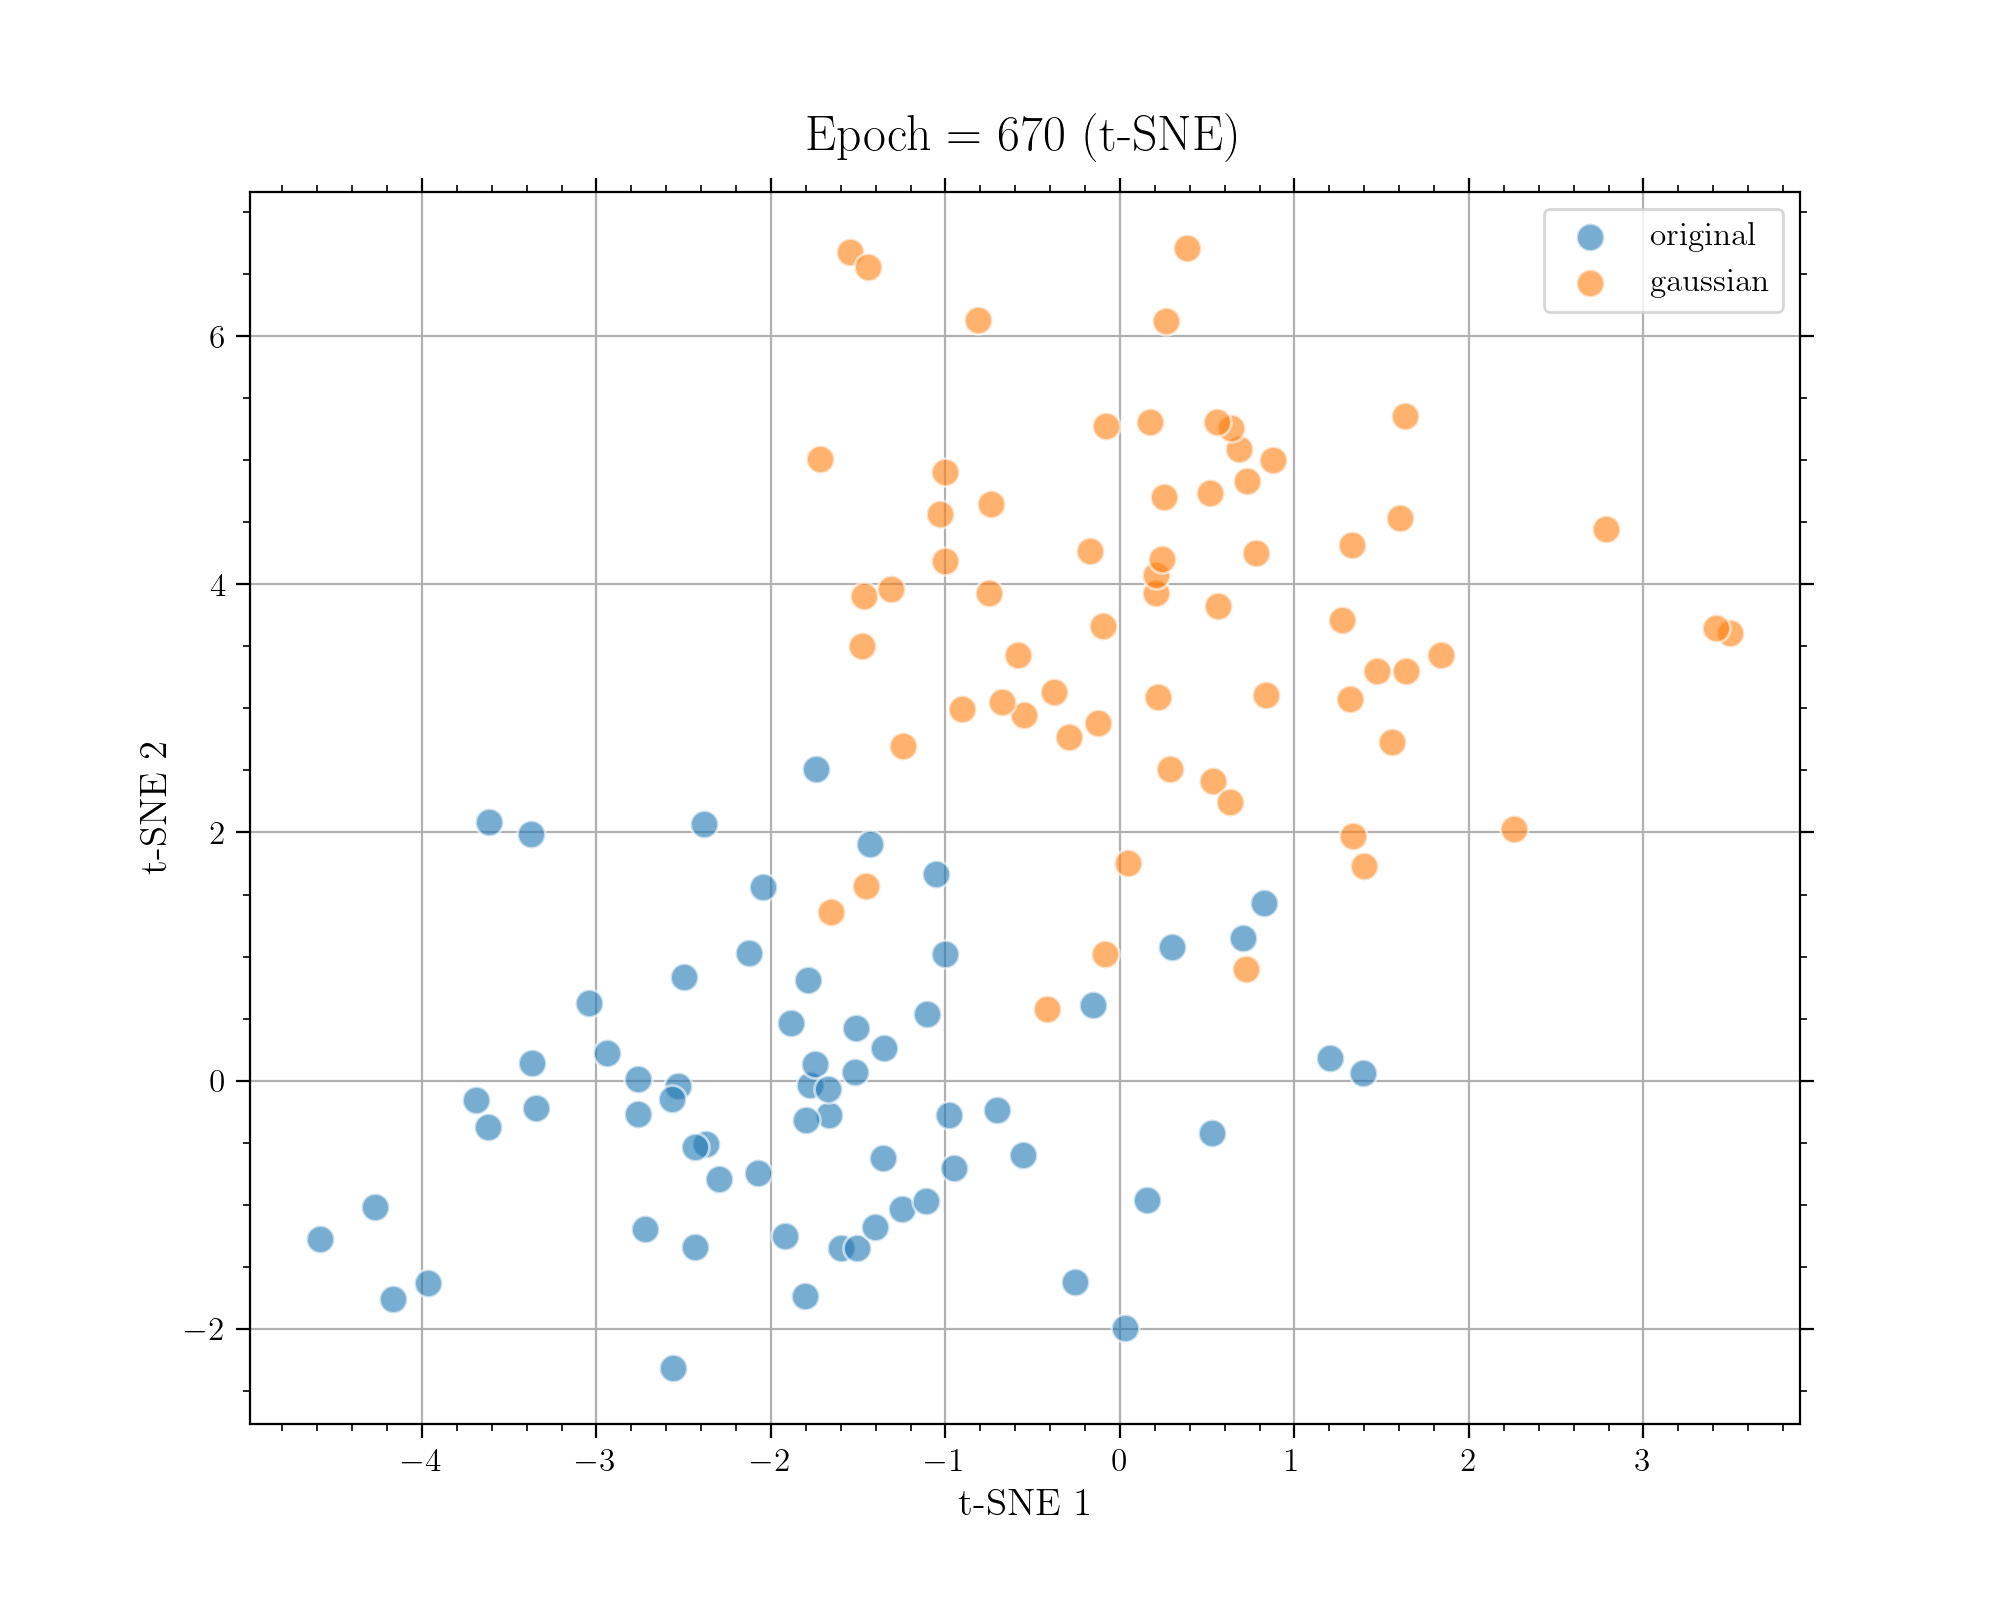 Epoch = 670 (t-SNE)
original
gaussian
6
4
2
0
−2
t-SNE 2
−4
−3
−2
−1
0
1
2
3
t-SNE 1